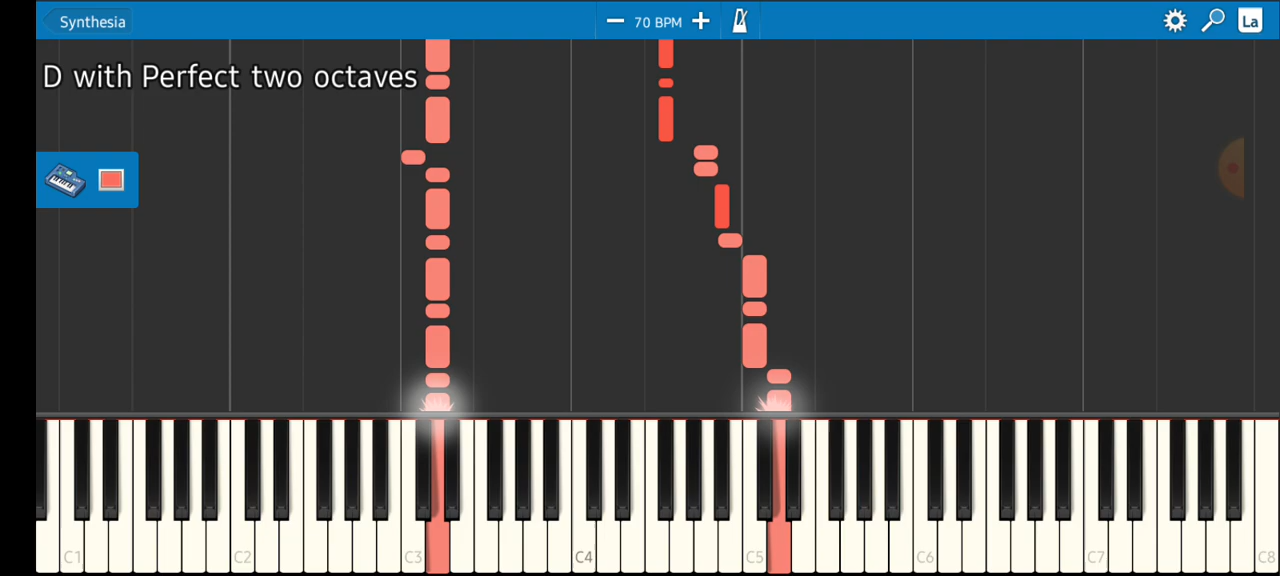 Synthesia
70 BPM
La
D with Perfect two octaves
C1
C2
C3
C4
C5
C6
C7
C8